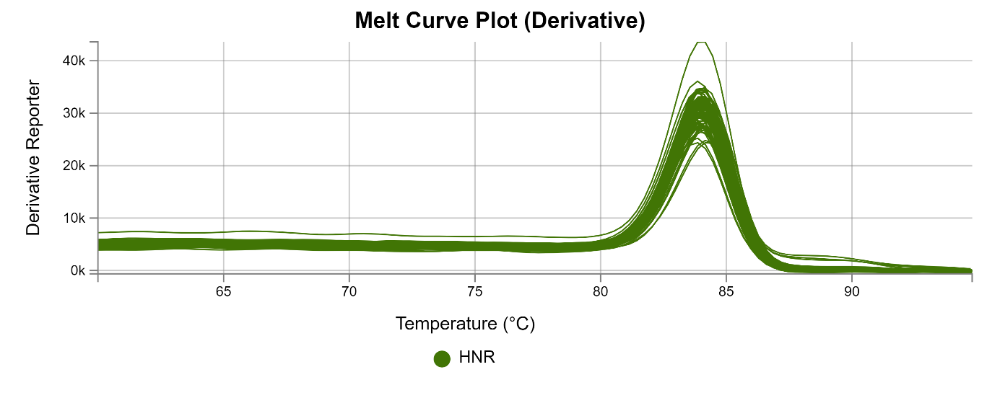 Melt Curve Plot (Derivative)
Derivative Reporter
40k
30k
20k
10k
0k
65 70 75 80 85 90
Temperature (°C)
HNR